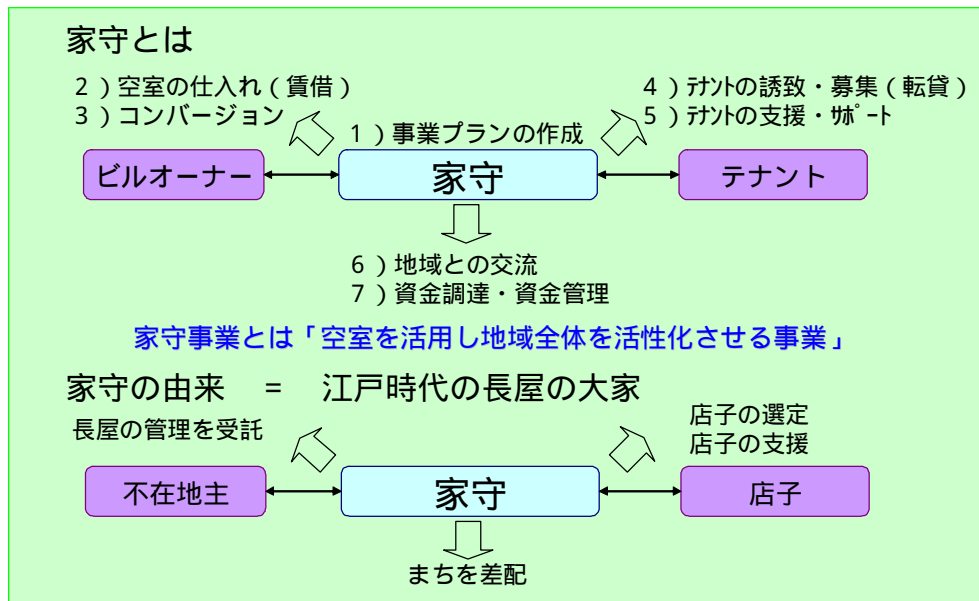 家守とは
2）空室の仕入れ（賃借）
3）コンバージョン
1）事業プランの作成
4）ﾃﾅﾝﾄの誘致・募集（転貸）
5）ﾃﾅﾝﾄの支援・ｻﾎﾟｰﾄ
ビルオーナー
家守
テナント
6）地域との交流
7）資金調達・資金管理
家守事業とは「空室を活用し地域全体を活性化させる事業」
家守の由来 = 江戸時代の長屋の大家
長屋の管理を受託
店子の選定
店子の支援
不在地主
家守
店子
まちを差配